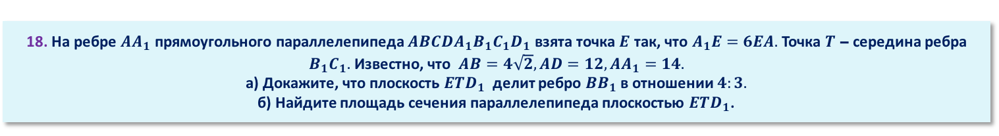 18. На ребре AA₁ прямоугольного параллелепипеда ABCDA₁B₁C₁D₁ взята точка E так, что A₁E = 6EA. Точка T – середина ребра
B₁C₁. Известно, что AB = 4√2, AD = 12, AA₁ = 14.
а) Докажите, что плоскость ETD₁ делит ребро BB₁ в отношении 4:3.
б) Найдите площадь сечения параллелепипеда плоскостью ETD₁.